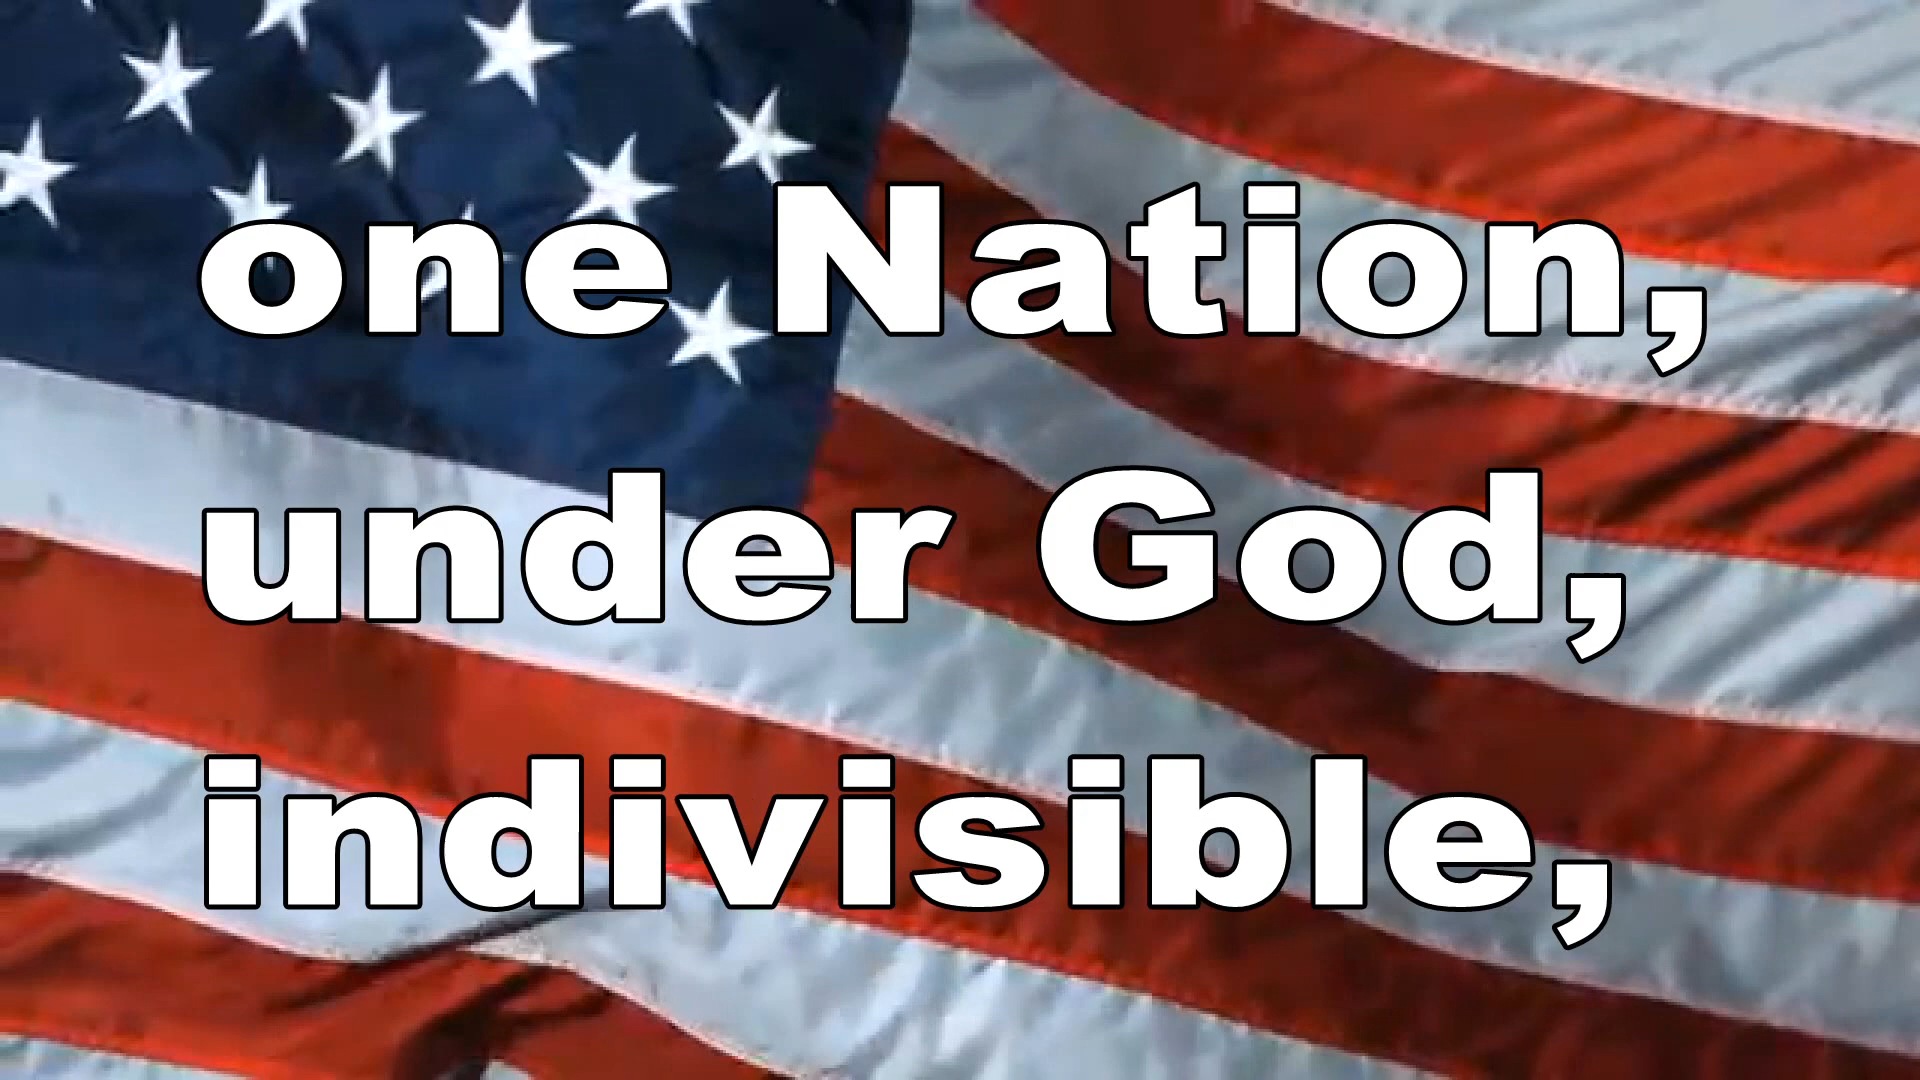 one Nation,
under God,
indivisible,